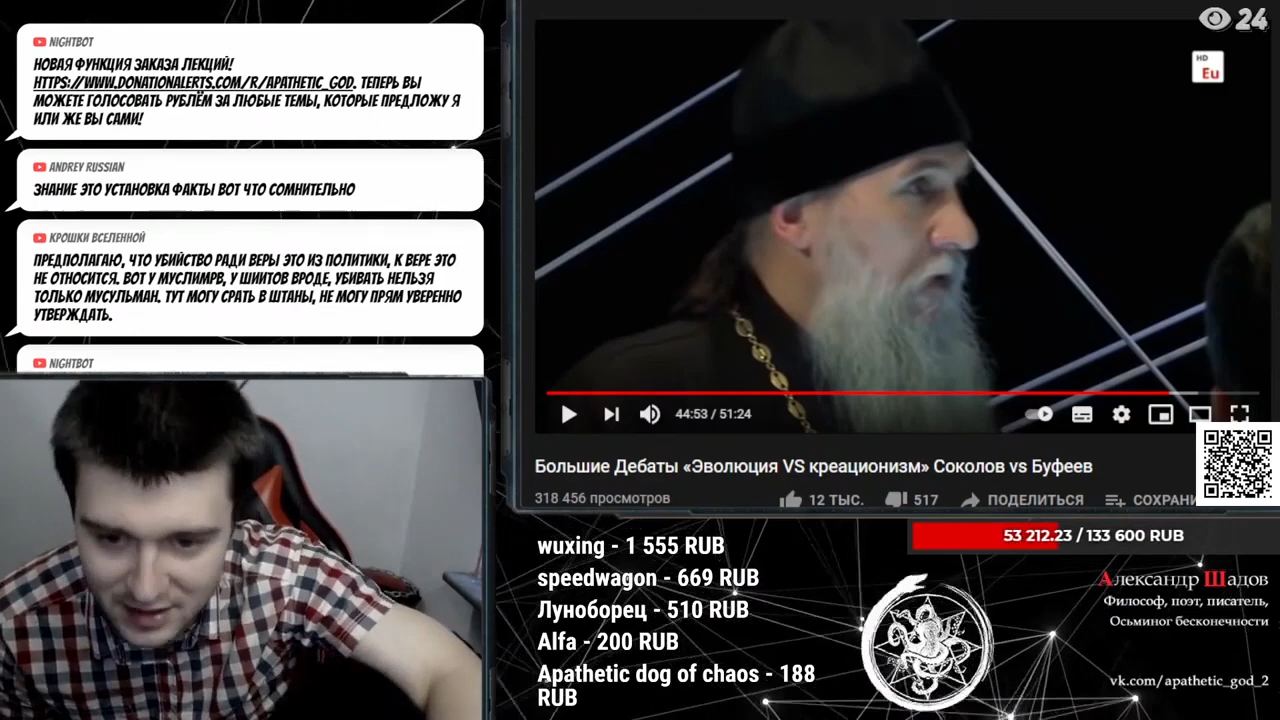 NIGHTBOT
НОВАЯ ФУНКЦИЯ ЗАКАЗА ЛЕКЦИЙ!
HTTPS://WWW.DONATIONALERTS.COM/R/APATHETIC_GOD. ТЕПЕРЬ ВЫ
МОЖЕТЕ ГОЛОСОВАТЬ РУБЛЁМ ЗА ЛЮБЫЕ ТЕМЫ, КОТОРЫЕ ПРЕДЛОЖУ Я
ИЛИ ЖЕ ВЫ САМИ!
ANDREY RUSSIAN
ЗНАНИЕ ЭТО УСТАНОВКА ФАКТЫ ВОТ ЧТО СОМНИТЕЛЬНО
КРОШКИ ВСЕЛЕННОЙ
ПРЕДПОЛАГАЮ, ЧТО УБИЙСТВО РАДИ ВЕРЫ ЭТО ИЗ ПОЛИТИКИ, К ВЕРЕ ЭТО
НЕ ОТНОСИТСЯ. ВОТ У МУСЛИМРВ, У ШИИТОВ ВРОДЕ, УБИВАТЬ НЕЛЬЗЯ
ТОЛЬКО МУСУЛЬМАН. ТУТ МОГУ СРАТЬ В ШТАНЫ, НЕ МОГУ ПРЯМ УВЕРЕННО
УТВЕРЖДАТЬ.
NIGHTBOT
24
HD
Eu
44:53 / 51:24
Большие Дебаты «Эволюция VS креационизм» Соколов vs Буфеев
318 456 просмотров
12 ТЫС.
517
ПОДЕЛИТЬСЯ
СОХРАНИ
53 212.23 / 133 600 RUB
wuxing - 1 555 RUB
speedwagon - 669 RUB
Луноборец - 510 RUB
Alfa - 200 RUB
Apathetic dog of chaos - 188
RUB
Александр Шадов
Философ, поэт, писатель,
Осьминог бесконечности
vk.com/apathetic_god_2